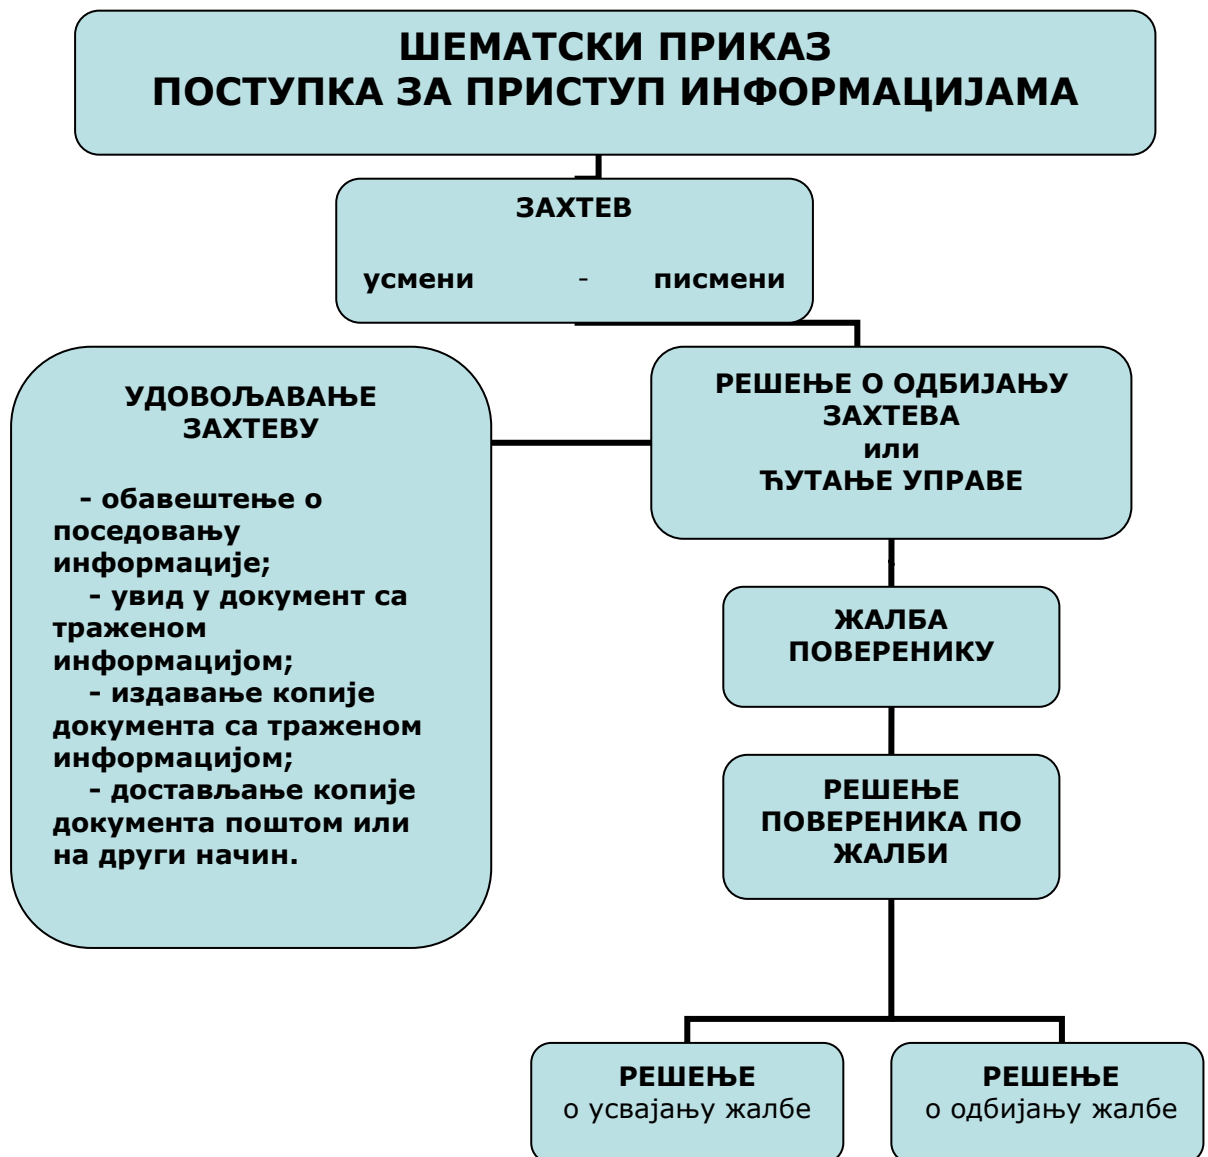 ШЕМАТСКИ ПРИКАЗ
ПОСТУПКА ЗА ПРИСТУП ИНФОРМАЦИЈАМА
ЗАХТЕВ
усмени - писмени
УДОВОЉАВАЊЕ
ЗАХТЕВУ
- обавештење о
поседовању
информације;
- увид у документ са
траженом
информацијом;
- издавање копије
документа са траженом
информацијом;
- достављање копије
документа поштом или
на други начин.
РЕШЕЊЕ О ОДБИЈАЊУ
ЗАХТЕВА
или
ЋУТАЊЕ УПРАВЕ
ЖАЛБА
ПОВЕРЕНИКУ
РЕШЕЊЕ
ПОВЕРЕНИКА ПО
ЖАЛБИ
РЕШЕЊЕ
о усвајању жалбе
РЕШЕЊЕ
о одбијању жалбе